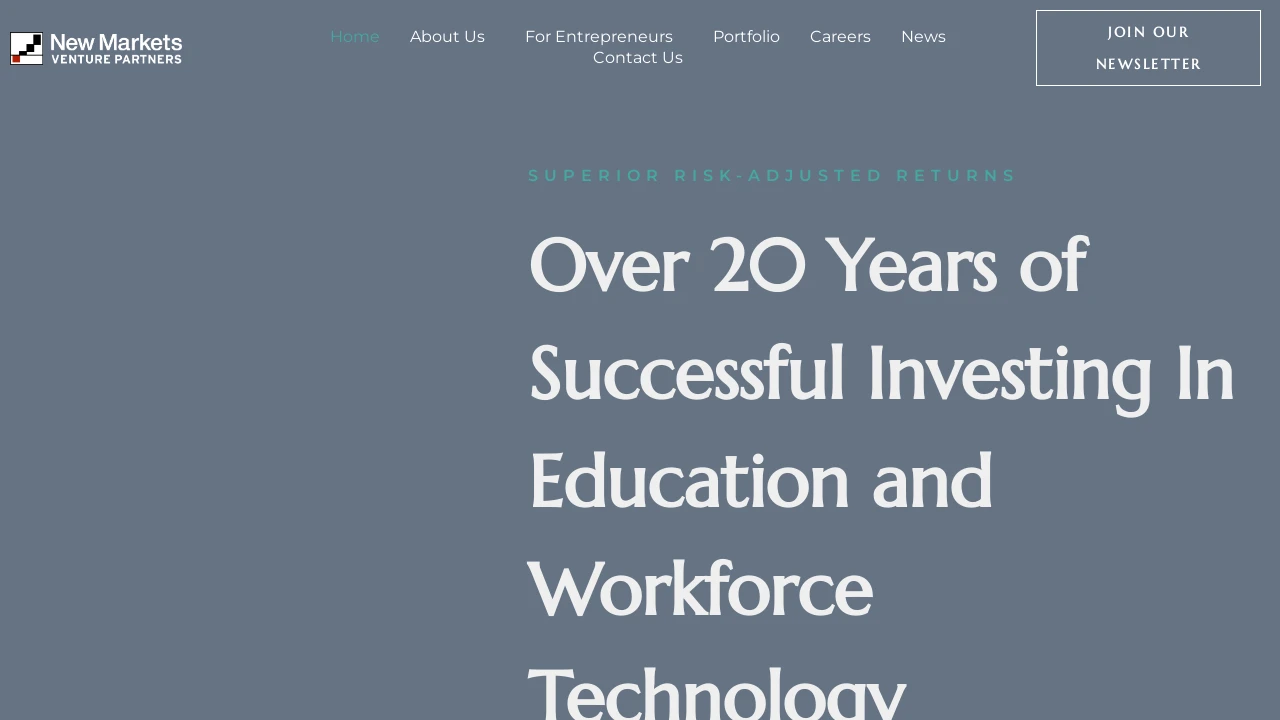 New Markets
VENTURE PARTNERS
Home About Us For Entrepreneurs Portfolio Careers News
Contact Us
JOIN OUR
NEWSLETTER
SUPERIOR RISK-ADJUSTED RETURNS
Over 20 Years of
Successful Investing In
Education and
Workforce
Technology